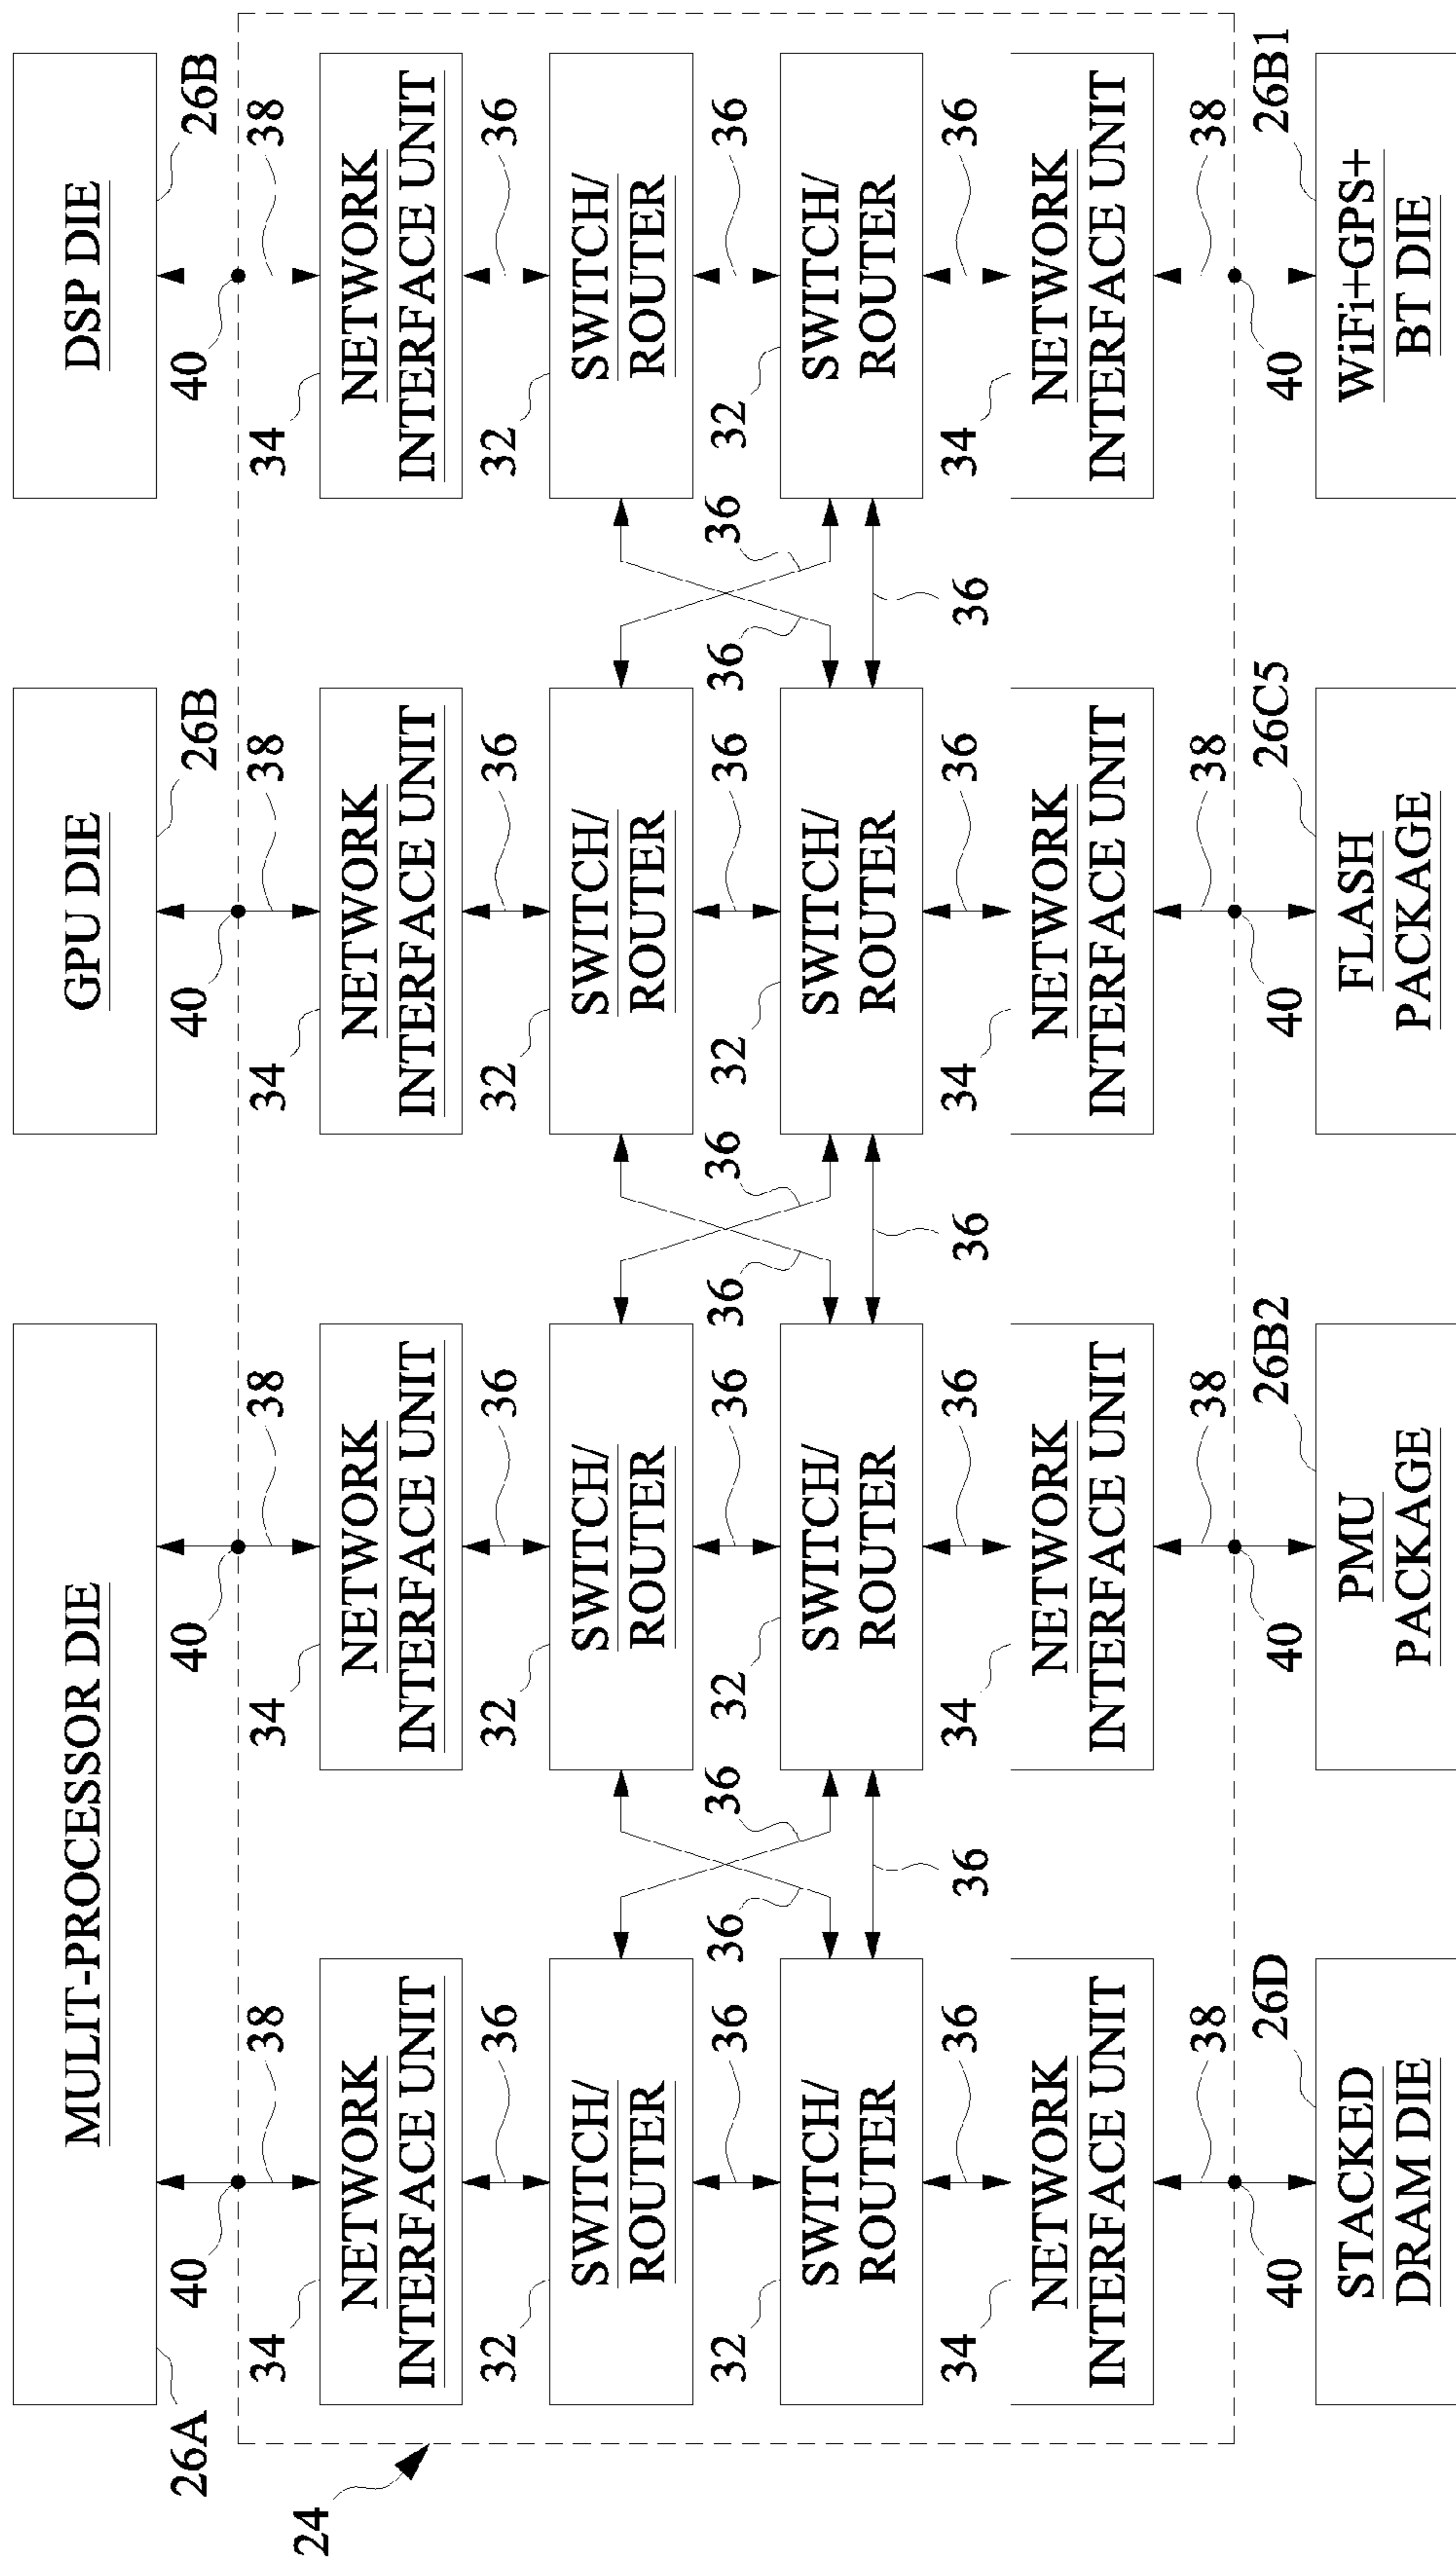 MULIT-PROCESSOR DIE
GPU DIE
DSP DIE
26A
40
40
40
26B
40
26B
34
38
34
38
34
38
34
38
24
NETWORK
INTERFACE UNIT
NETWORK
INTERFACE UNIT
NETWORK
INTERFACE UNIT
NETWORK
INTERFACE UNIT
32
36
32
36
32
36
32
36
SWITCH/
ROUTER
SWITCH/
ROUTER
SWITCH/
ROUTER
SWITCH/
ROUTER
32
36
36
36
32
36
36
36
32
36
36
36
32
36
SWITCH/
ROUTER
SWITCH/
ROUTER
SWITCH/
ROUTER
SWITCH/
ROUTER
34
36
36
34
36
36
34
36
36
34
36
NETWORK
INTERFACE UNIT
NETWORK
INTERFACE UNIT
NETWORK
INTERFACE UNIT
NETWORK
INTERFACE UNIT
38
38
38
38
40
26D
40
26B2
40
26C5
40
26B1
STACKED
DRAM DIE
PMU
PACKAGE
FLASH
PACKAGE
WiFi+GPS+
BT DIE